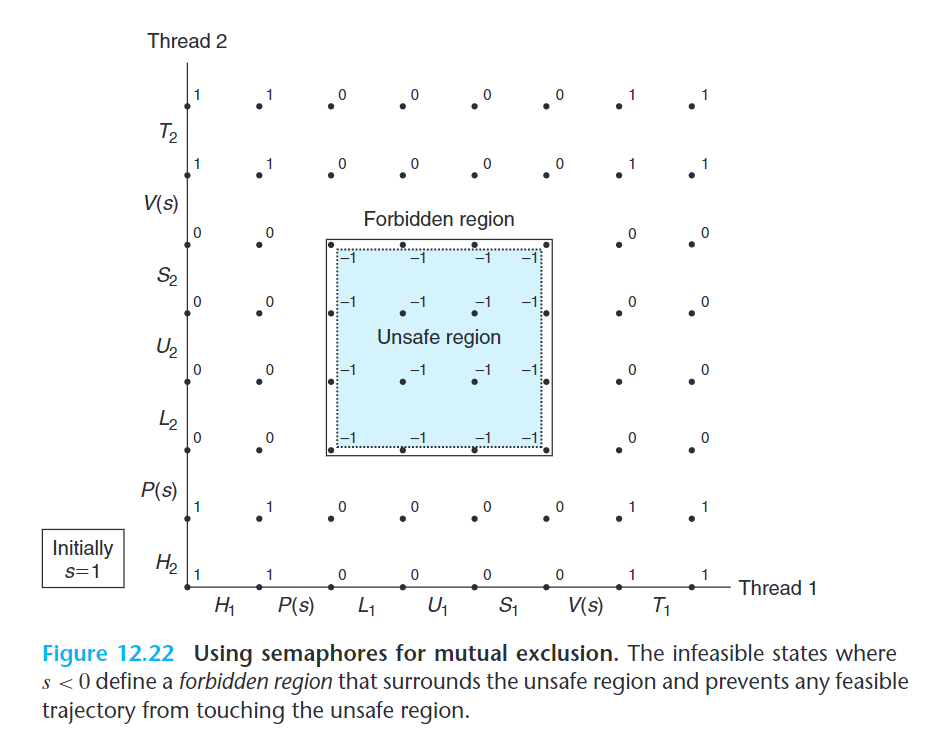 Thread 2
1 1 0 0 0 0 1 1
T2
1 1 0 0 0 0 1 1
V(s)
Forbidden region
0 0 0 0
–1 –1 –1 –1
S2
0 0 –1 –1 –1 –1 0 0
Unsafe region
U2
0 0 –1 –1 –1 –1 0 0
L2
0 0 –1 –1 –1 –1 0 0
P(s)
1 1 0 0 0 0 1 1
Initially
s=1
H2
1 1 0 0 0 0 1 1
Thread 1
H1 P(s) L1 U1 S1 V(s) T1
Figure 12.22 Using semaphores for mutual exclusion. The infeasible states where
s < 0 define a forbidden region that surrounds the unsafe region and prevents any feasible
trajectory from touching the unsafe region.